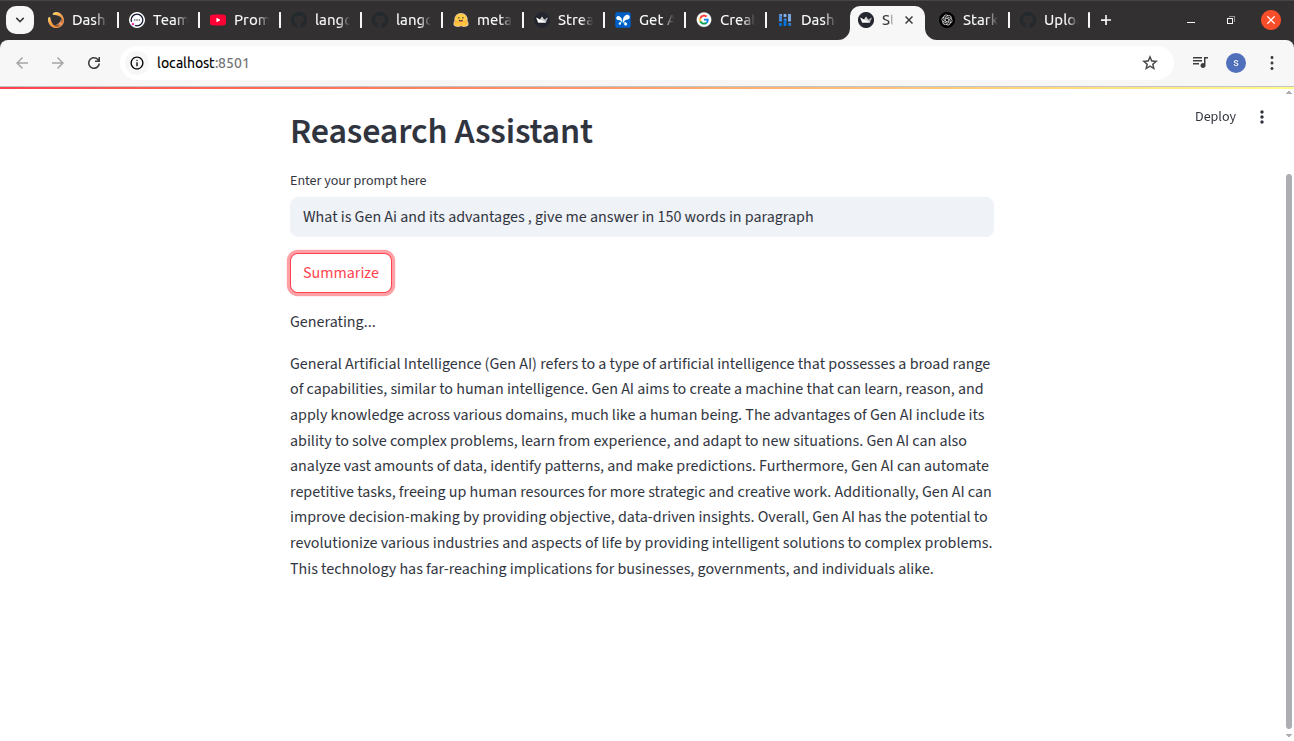 Dash
Team
Prom
lango
lango
meta
Strea
Get A
Creat
Dash
St
Stark
Uplo
localhost:8501
s
Deploy
Reasearch Assistant
Enter your prompt here
What is Gen Ai and its advantages , give me answer in 150 words in paragraph
Summarize
Generating...
General Artificial Intelligence (Gen AI) refers to a type of artificial intelligence that possesses a broad range
of capabilities, similar to human intelligence. Gen AI aims to create a machine that can learn, reason, and
apply knowledge across various domains, much like a human being. The advantages of Gen AI include its
ability to solve complex problems, learn from experience, and adapt to new situations. Gen AI can also
analyze vast amounts of data, identify patterns, and make predictions. Furthermore, Gen AI can automate
repetitive tasks, freeing up human resources for more strategic and creative work. Additionally, Gen AI can
improve decision-making by providing objective, data-driven insights. Overall, Gen AI has the potential to
revolutionize various industries and aspects of life by providing intelligent solutions to complex problems.
This technology has far-reaching implications for businesses, governments, and individuals alike.